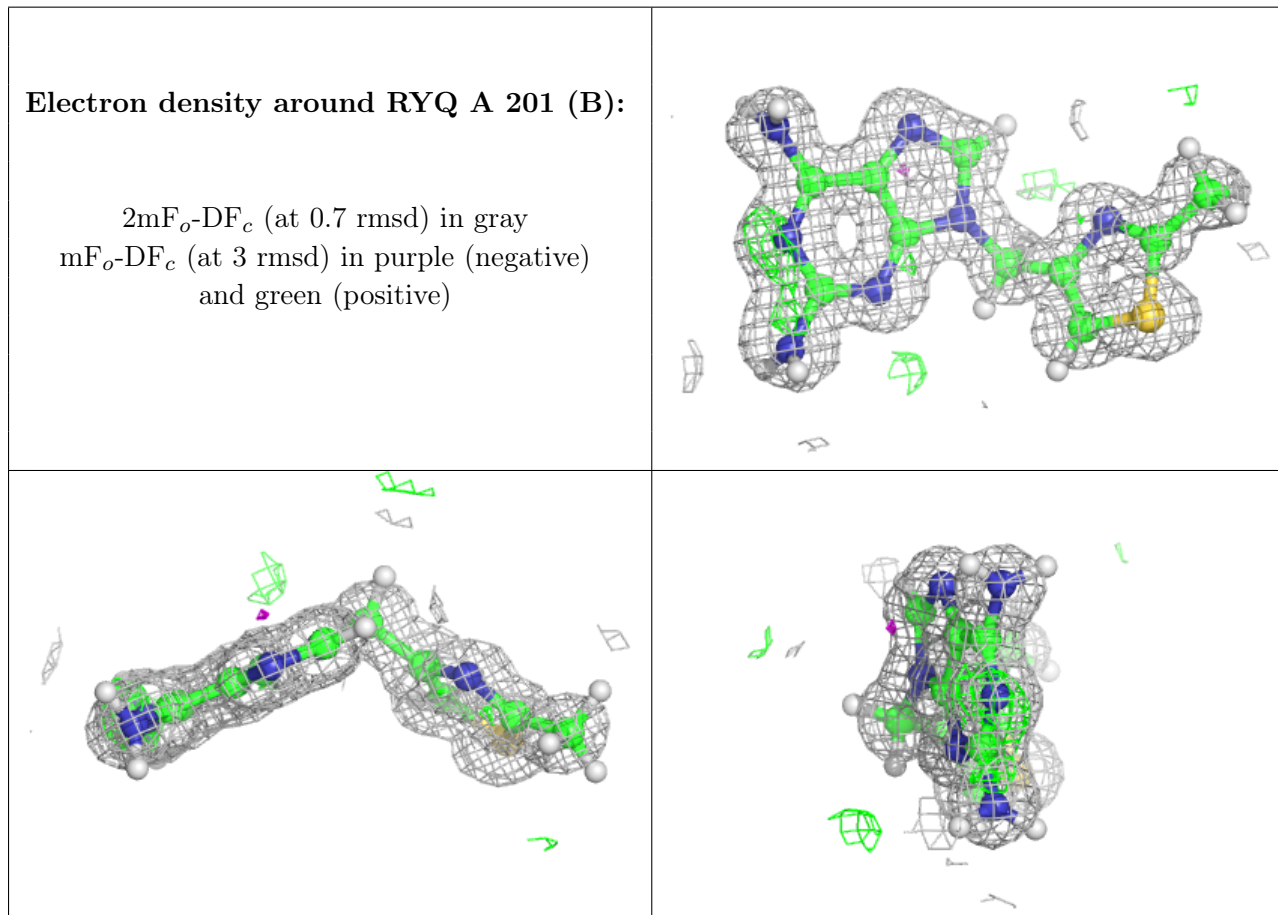 Electron density around RYQ A 201 (B):
2mFo-DFc (at 0.7 rmsd) in gray
mFo-DFc (at 3 rmsd) in purple (negative)
and green (positive)